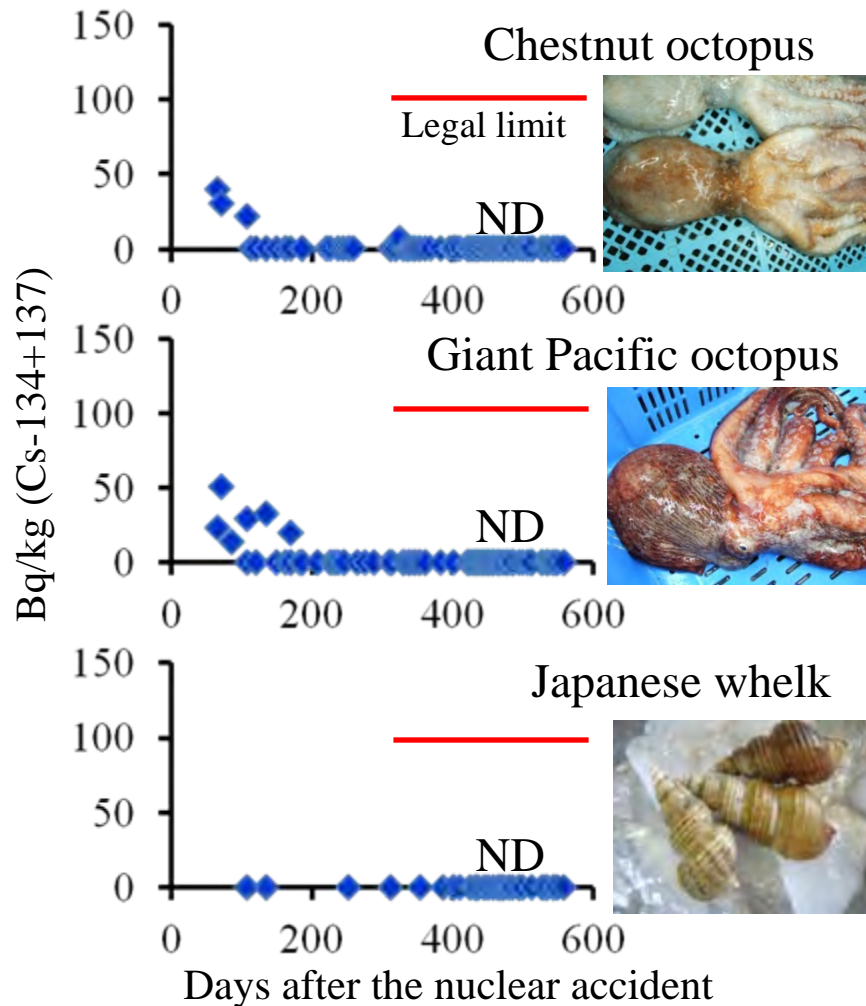 150
Chestnut octopus
100
Legal limit
50
ND
0
0 200 400 600
150
Giant Pacific octopus
100
50
ND
0
0 200 400 600
150
Japanese whelk
100
50
ND
0
0 200 400 600
Bq/kg (Cs-134+137)
Days after the nuclear accident